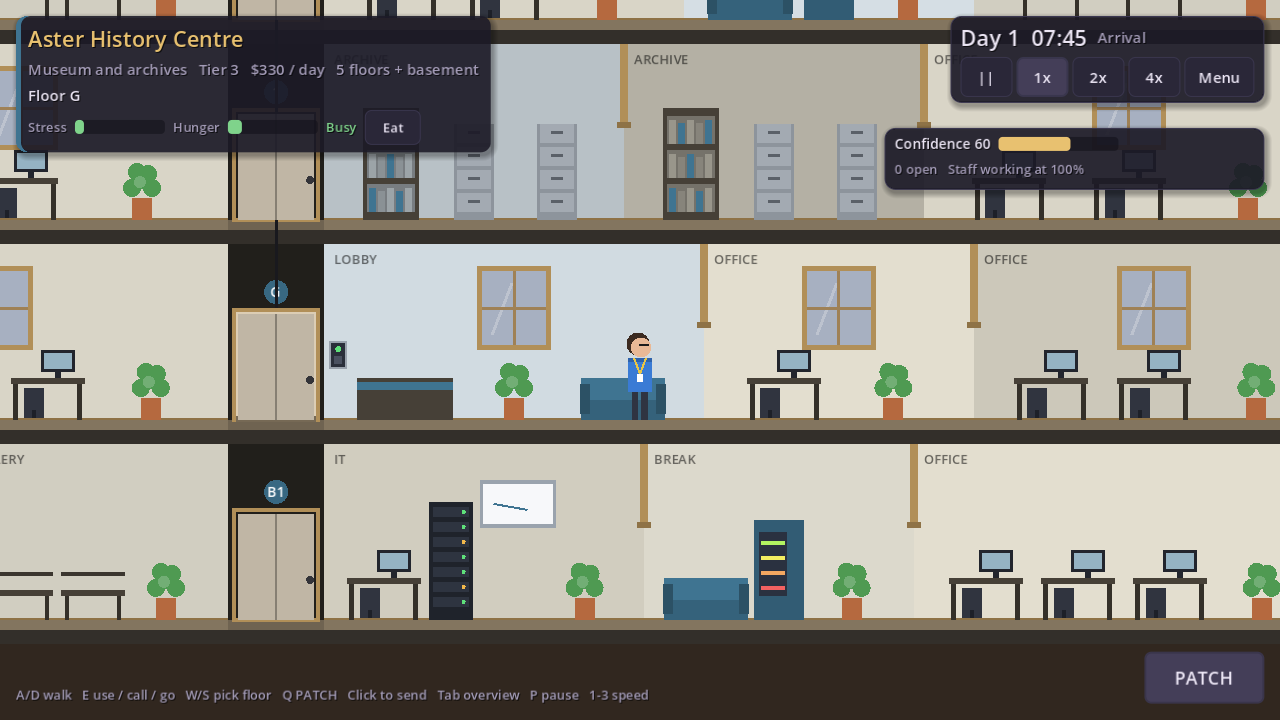 Aster History Centre
Museum and archives Tier 3 $330 / day 5 floors + basement
Floor G
Stress Hunger Busy Eat
Day 1 07:45 Arrival
|| 1x 2x 4x Menu
Confidence 60
0 open Staff working at 100%
ARCHIVE
LOBBY
OFFICE
OFFICE
G
IT
BREAK
OFFICE
B1
A/D walk E use / call / go W/S pick floor Q PATCH Click to send Tab overview P pause 1-3 speed
PATCH